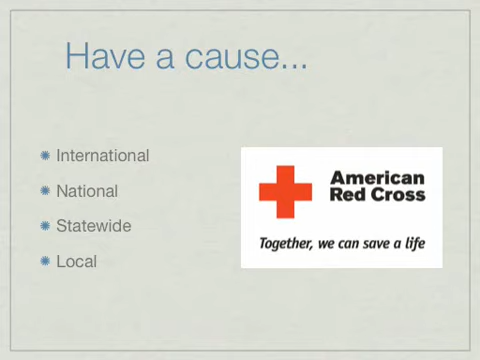 Have a cause...
International
National
Statewide
Local
American
Red Cross
Together, we can save a life